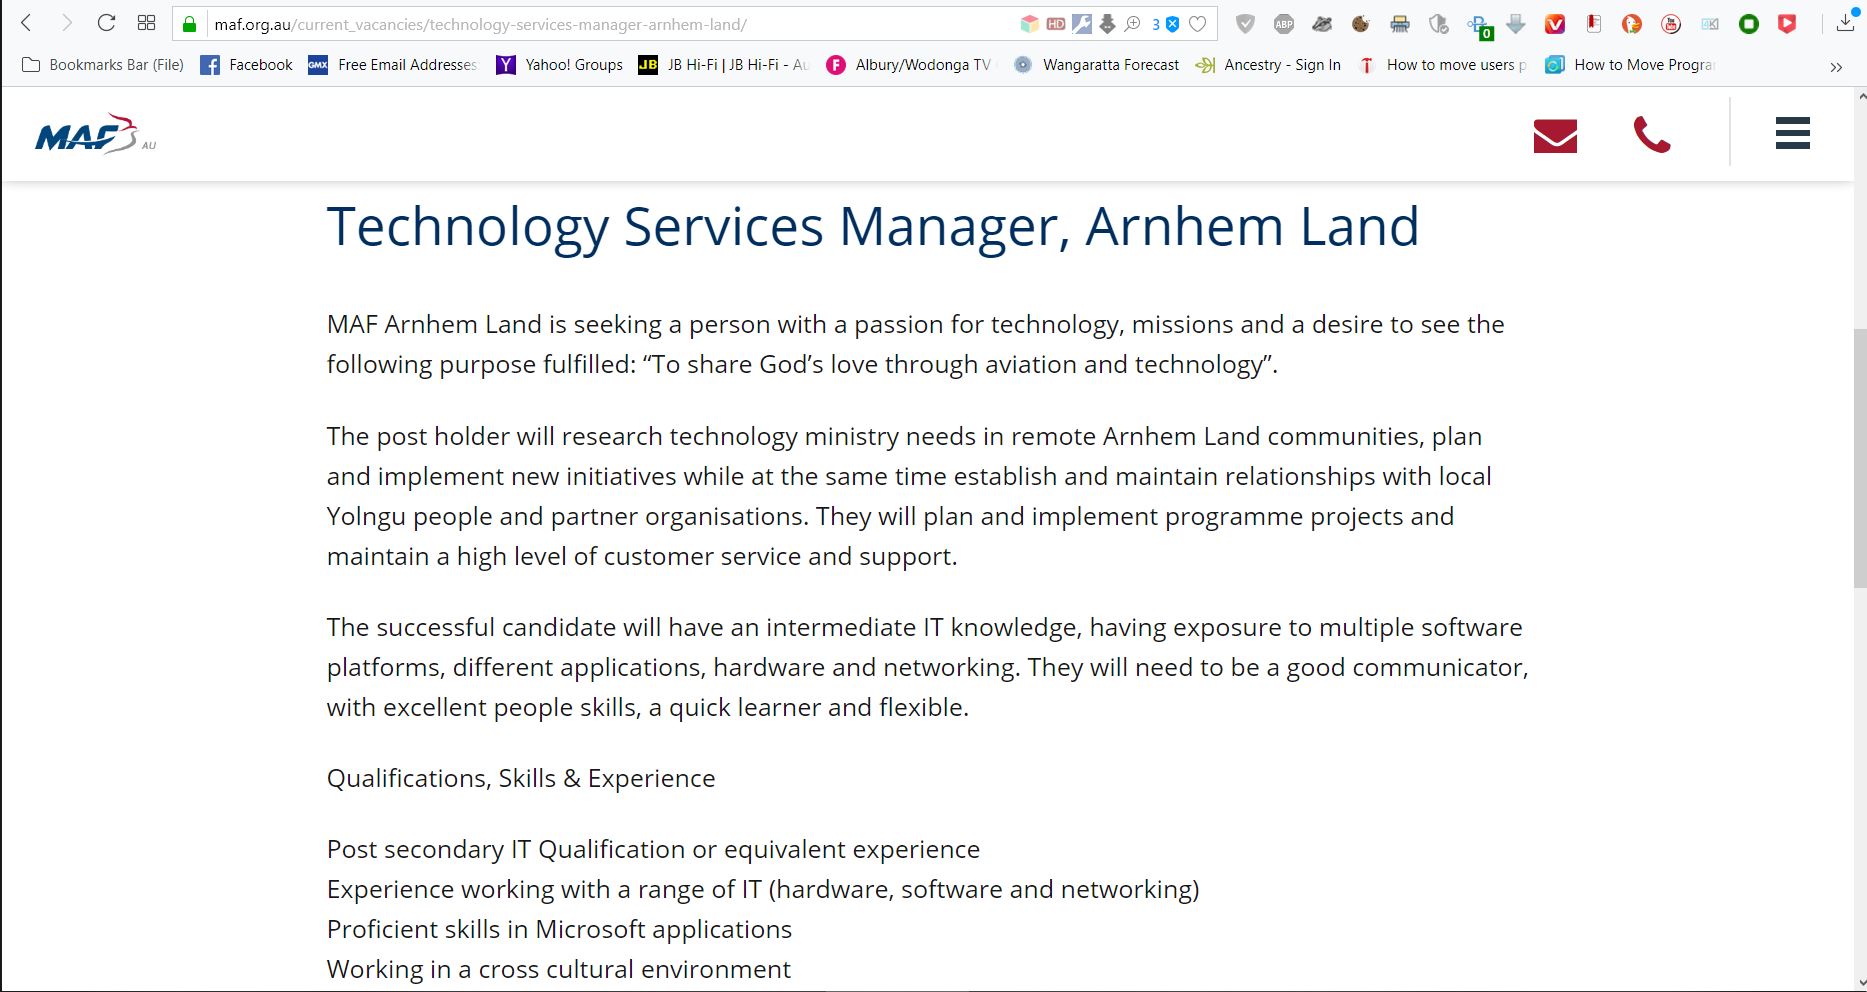 maf.org.au/current_vacancies/technology-services-manager-arnhem-land/
HD
3
ABP
0
You
4K
Bookmarks Bar (File)
Facebook
GMX
Free Email Addresses
Y
Yahoo! Groups
JB
JB Hi-Fi | JB Hi-Fi - Au
F
Albury/Wodonga TV
Wangaratta Forecast
Ancestry - Sign In
How to move users p
How to Move Progra
MAF AU
Technology Services Manager, Arnhem Land
MAF Arnhem Land is seeking a person with a passion for technology, missions and a desire to see the
following purpose fulfilled: “To share God’s love through aviation and technology”.
The post holder will research technology ministry needs in remote Arnhem Land communities, plan
and implement new initiatives while at the same time establish and maintain relationships with local
Yolngu people and partner organisations. They will plan and implement programme projects and
maintain a high level of customer service and support.
The successful candidate will have an intermediate IT knowledge, having exposure to multiple software
platforms, different applications, hardware and networking. They will need to be a good communicator,
with excellent people skills, a quick learner and flexible.
Qualifications, Skills & Experience
Post secondary IT Qualification or equivalent experience
Experience working with a range of IT (hardware, software and networking)
Proficient skills in Microsoft applications
Working in a cross cultural environment